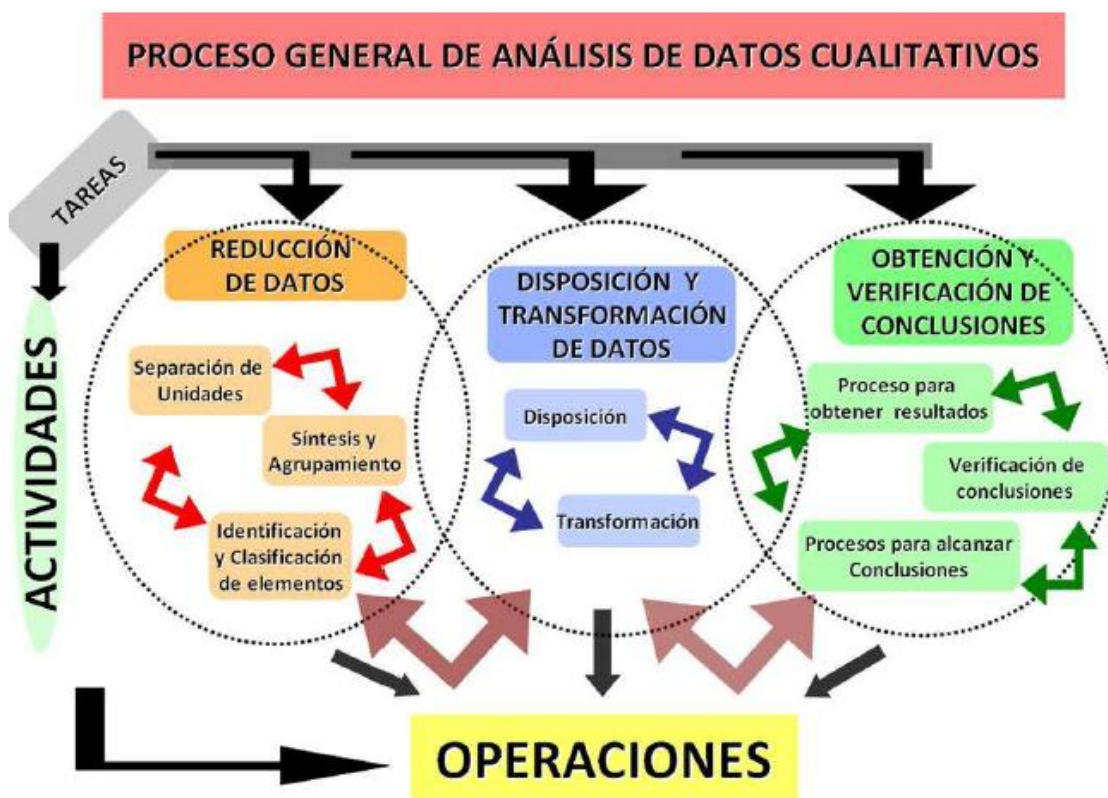 PROCESO GENERAL DE ANÁLISIS DE DATOS CUALITATIVOS
TAREAS
ACTIVIDADES
REDUCCIÓN
DE DATOS
Separación de
Unidades
Síntesis y
Agrupamiento
Identificación
y Clasificación
de elementos
DISPOSICIÓN Y
TRANSFORMACIÓN
DE DATOS
Disposición
Transformación
OBTENCIÓN Y
VERIFICACIÓN DE
CONCLUSIONES
Proceso para
obtener resultados
Verificación de
conclusiones
Procesos para alcanzar
Conclusiones
OPERACIONES